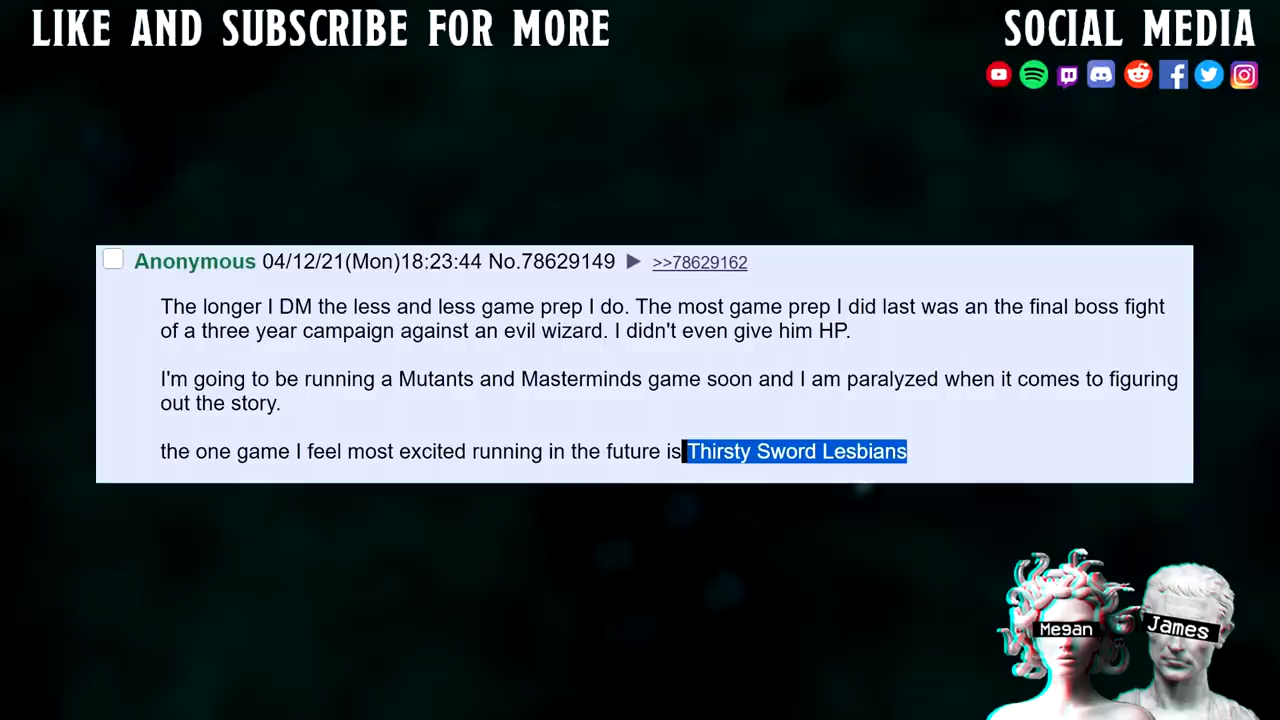 LIKE AND SUBSCRIBE FOR MORE
SOCIAL MEDIA
Anonymous 04/12/21(Mon)18:23:44 No.78629149 ▶ >>78629162
The longer I DM the less and less game prep I do. The most game prep I did last was an the final boss fight
of a three year campaign against an evil wizard. I didn't even give him HP.
I'm going to be running a Mutants and Masterminds game soon and I am paralyzed when it comes to figuring
out the story.
the one game I feel most excited running in the future is Thirsty Sword Lesbians
Megan
James